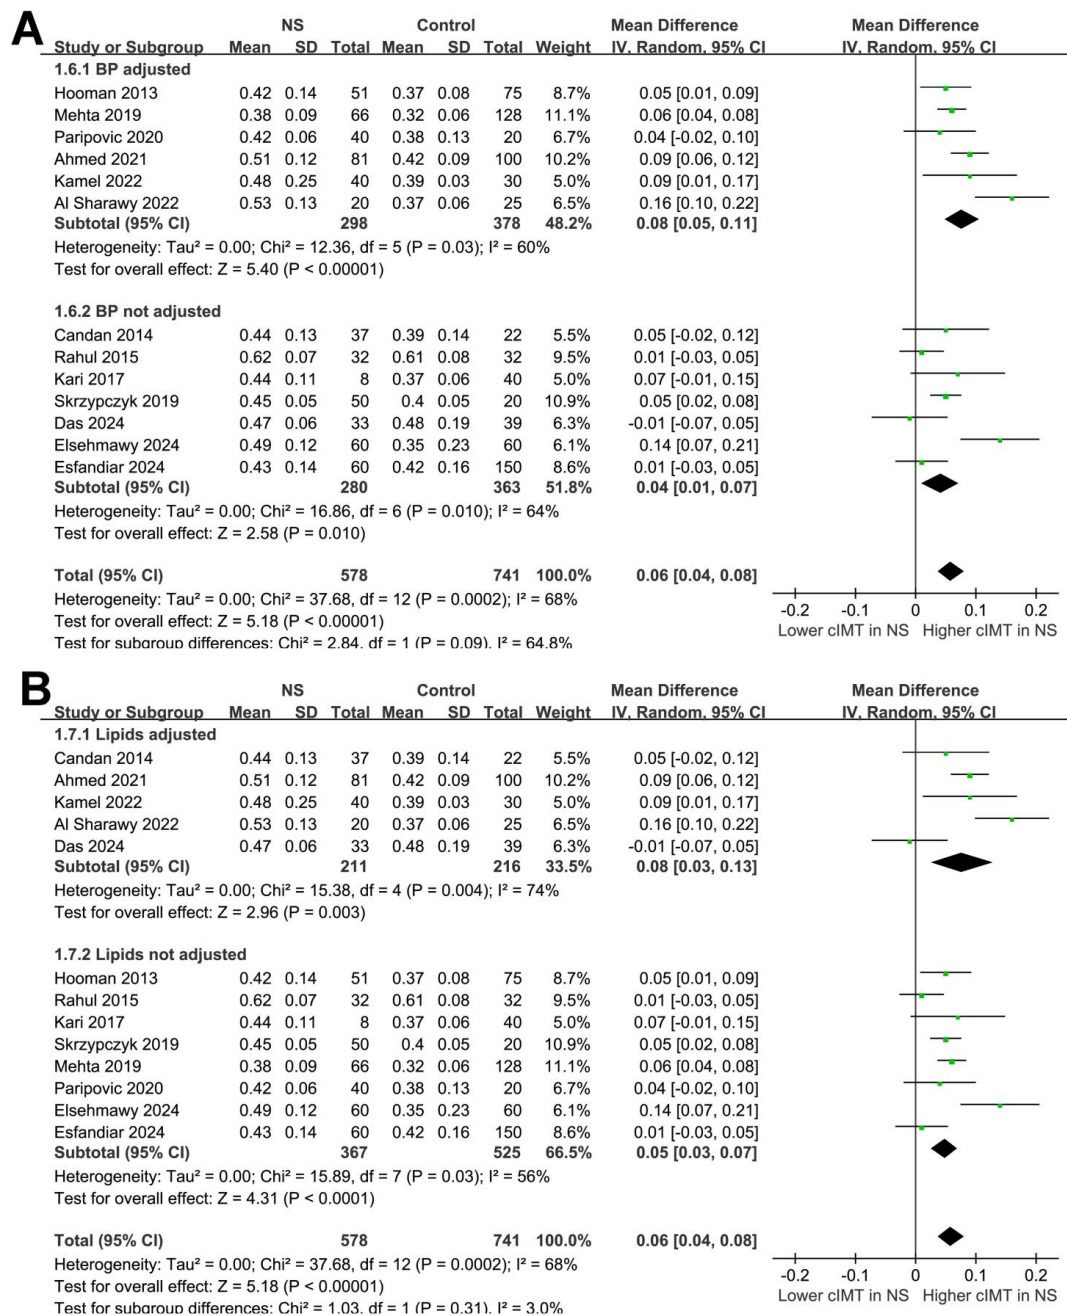 A
NS Control Mean Difference Mean Difference
Study or Subgroup Mean SD Total Mean SD Total Weight IV, Random, 95% CI IV, Random, 95% CI
1.6.1 BP adjusted
Hooman 2013 0.42 0.14 51 0.37 0.08 75 8.7% 0.05 [0.01, 0.09]
Mehta 2019 0.38 0.09 66 0.32 0.06 128 11.1% 0.06 [0.04, 0.08]
Paripovic 2020 0.42 0.06 40 0.38 0.13 20 6.7% 0.04 [-0.02, 0.10]
Ahmed 2021 0.51 0.12 81 0.42 0.09 100 10.2% 0.09 [0.06, 0.12]
Kamel 2022 0.48 0.25 40 0.39 0.03 30 5.0% 0.09 [0.01, 0.17]
Al Sharawy 2022 0.53 0.13 20 0.37 0.06 25 6.5% 0.16 [0.10, 0.22]
Subtotal (95% CI) 298 378 48.2% 0.08 [0.05, 0.11]
Heterogeneity: Tau² = 0.00; Chi² = 12.36, df = 5 (P = 0.03); I² = 60%
Test for overall effect: Z = 5.40 (P < 0.00001)
1.6.2 BP not adjusted
Candan 2014 0.44 0.13 37 0.39 0.14 22 5.5% 0.05 [-0.02, 0.12]
Rahul 2015 0.62 0.07 32 0.61 0.08 32 9.5% 0.01 [-0.03, 0.05]
Kari 2017 0.44 0.11 8 0.37 0.06 40 5.0% 0.07 [-0.01, 0.15]
Skrzypczyk 2019 0.45 0.05 50 0.4 0.05 20 10.9% 0.05 [0.02, 0.08]
Das 2024 0.47 0.06 33 0.48 0.19 39 6.3% -0.01 [-0.07, 0.05]
Elsehmawy 2024 0.49 0.12 60 0.35 0.23 60 6.1% 0.14 [0.07, 0.21]
Esfandiar 2024 0.43 0.14 60 0.42 0.16 150 8.6% 0.01 [-0.03, 0.05]
Subtotal (95% CI) 280 363 51.8% 0.04 [0.01, 0.07]
Heterogeneity: Tau² = 0.00; Chi² = 16.86, df = 6 (P = 0.010); I² = 64%
Test for overall effect: Z = 2.58 (P = 0.010)
Total (95% CI) 578 741 100.0% 0.06 [0.04, 0.08]
Heterogeneity: Tau² = 0.00; Chi² = 37.68, df = 12 (P = 0.0002); I² = 68%
Test for overall effect: Z = 5.18 (P < 0.00001)
Test for subgroup differences: Chi² = 2.84, df = 1 (P = 0.09), I² = 64.8%
-0.2 -0.1 0 0.1 0.2
Lower cIMT in NS Higher cIMT in NS
B
NS Control Mean Difference Mean Difference
Study or Subgroup Mean SD Total Mean SD Total Weight IV, Random, 95% CI IV, Random, 95% CI
1.7.1 Lipids adjusted
Candan 2014 0.44 0.13 37 0.39 0.14 22 5.5% 0.05 [-0.02, 0.12]
Ahmed 2021 0.51 0.12 81 0.42 0.09 100 10.2% 0.09 [0.06, 0.12]
Kamel 2022 0.48 0.25 40 0.39 0.03 30 5.0% 0.09 [0.01, 0.17]
Al Sharawy 2022 0.53 0.13 20 0.37 0.06 25 6.5% 0.16 [0.10, 0.22]
Das 2024 0.47 0.06 33 0.48 0.19 39 6.3% -0.01 [-0.07, 0.05]
Subtotal (95% CI) 211 216 33.5% 0.08 [0.03, 0.13]
Heterogeneity: Tau² = 0.00; Chi² = 15.38, df = 4 (P = 0.004); I² = 74%
Test for overall effect: Z = 2.96 (P = 0.003)
1.7.2 Lipids not adjusted
Hooman 2013 0.42 0.14 51 0.37 0.08 75 8.7% 0.05 [0.01, 0.09]
Rahul 2015 0.62 0.07 32 0.61 0.08 32 9.5% 0.01 [-0.03, 0.05]
Kari 2017 0.44 0.11 8 0.37 0.06 40 5.0% 0.07 [-0.01, 0.15]
Skrzypczyk 2019 0.45 0.05 50 0.4 0.05 20 10.9% 0.05 [0.02, 0.08]
Mehta 2019 0.38 0.09 66 0.32 0.06 128 11.1% 0.06 [0.04, 0.08]
Paripovic 2020 0.42 0.06 40 0.38 0.13 20 6.7% 0.04 [-0.02, 0.10]
Elsehmawy 2024 0.49 0.12 60 0.35 0.23 60 6.1% 0.14 [0.07, 0.21]
Esfandiar 2024 0.43 0.14 60 0.42 0.16 150 8.6% 0.01 [-0.03, 0.05]
Subtotal (95% CI) 367 525 66.5% 0.05 [0.03, 0.07]
Heterogeneity: Tau² = 0.00; Chi² = 15.89, df = 7 (P = 0.03); I² = 56%
Test for overall effect: Z = 4.31 (P < 0.0001)
Total (95% CI) 578 741 100.0% 0.06 [0.04, 0.08]
Heterogeneity: Tau² = 0.00; Chi² = 37.68, df = 12 (P = 0.0002); I² = 68%
Test for overall effect: Z = 5.18 (P < 0.00001)
Test for subgroup differences: Chi² = 1.03, df = 1 (P = 0.31), I² = 3.0%
-0.2 -0.1 0 0.1 0.2
Lower cIMT in NS Higher cIMT in NS